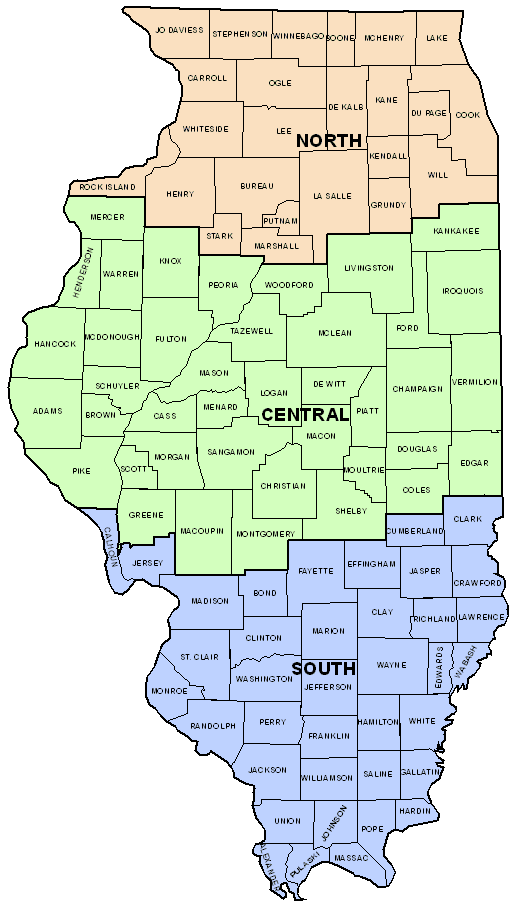 JO DAVIESS
STEPHENSON
WINNEBAGO
BOONE
MCHENRY
LAKE
CARROLL
OGLE
DE KALB
KANE
DU PAGE
COOK
WHITESIDE
LEE
NORTH
KENDALL
WILL
ROCK ISLAND
HENRY
BUREAU
LA SALLE
GRUNDY
PUTNAM
STARK
MARSHALL
MERCER
KANKAKEE
HENDERSON
WARREN
KNOX
PEORIA
WOODFORD
LIVINGSTON
IROQUOIS
HANCOCK
MCDONOUGH
FULTON
TAZEWELL
MCLEAN
FORD
MASON
SCHUYLER
ADAMS
BROWN
CASS
MENARD
LOGAN
DE WITT
PIATT
CHAMPAIGN
VERMILION
CENTRAL
MACON
PIKE
SCOTT
MORGAN
SANGAMON
MOULTRIE
DOUGLAS
EDGAR
CHRISTIAN
COLES
GREENE
MACOUPIN
MONTGOMERY
SHELBY
CUMBERLAND
CLARK
CALHOUN
JERSEY
FAYETTE
EFFINGHAM
JASPER
CRAWFORD
MADISON
BOND
CLAY
RICHLAND
LAWRENCE
MARION
CLINTON
ST. CLAIR
WASHINGTON
SOUTH
JEFFERSON
WAYNE
EDWARDS
WABASH
MONROE
RANDOLPH
PERRY
FRANKLIN
HAMILTON
WHITE
JACKSON
WILLIAMSON
SALINE
GALLATIN
UNION
JOHNSON
POPE
HARDIN
ALEXANDER
PULASKI
MASSAC